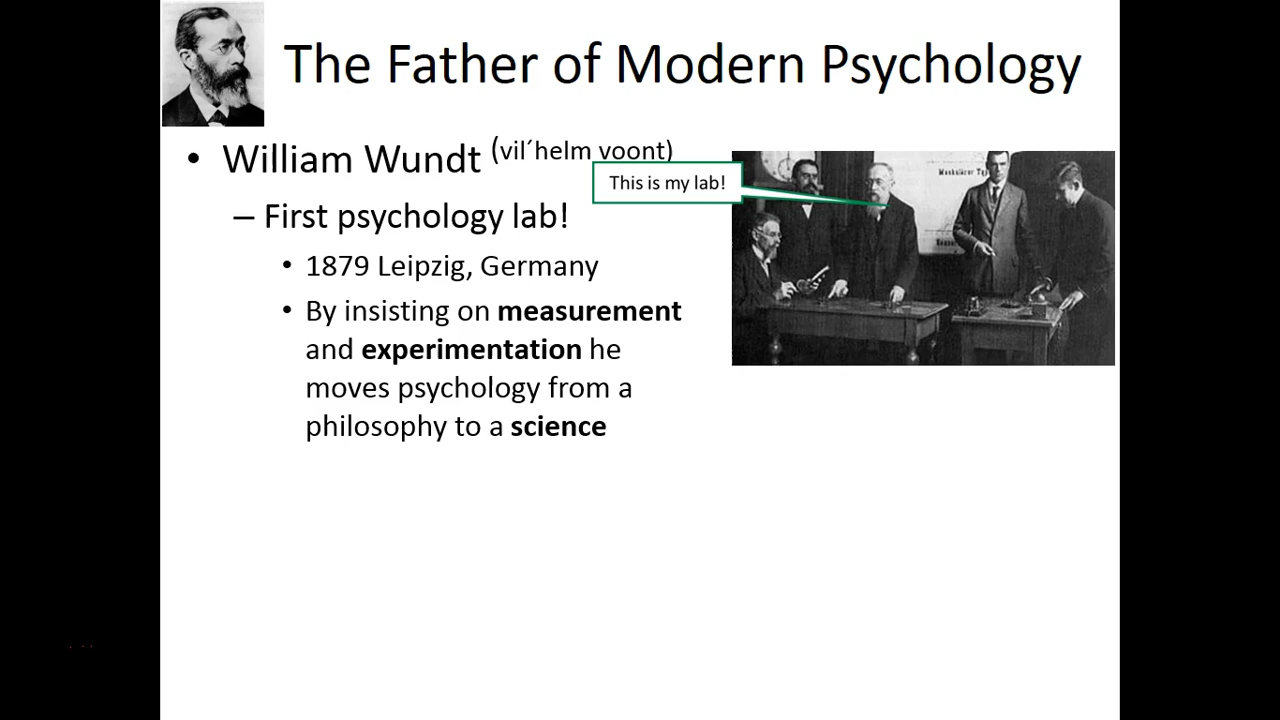 The Father of Modern Psychology
• William Wundt (vil´helm voont)
This is my lab!
– First psychology lab!
• 1879 Leipzig, Germany
• By insisting on measurement
and experimentation he
moves psychology from a
philosophy to a science